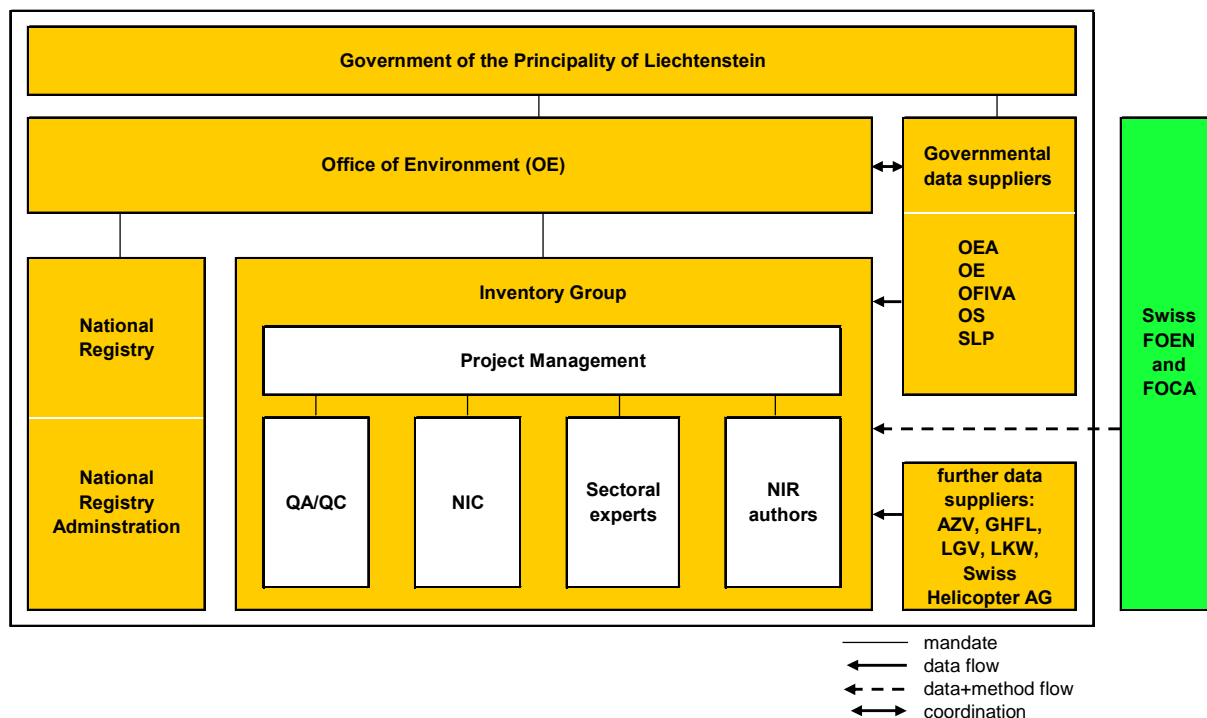 Government of the Principality of Liechtenstein
Office of Environment (OE)
Governmental
data suppliers
OEA
OE
OFIVA
OS
SLP
Swiss
FOEN
and
FOCA
National
Registry
National
Registry
Adminstration
Inventory Group
Project Management
QA/QC
NIC
Sectoral
experts
NIR
authors
further data
suppliers:
AZV, GHFL,
LGV, LKW,
Swiss
Helicopter AG
mandate
data flow
data+method flow
coordination